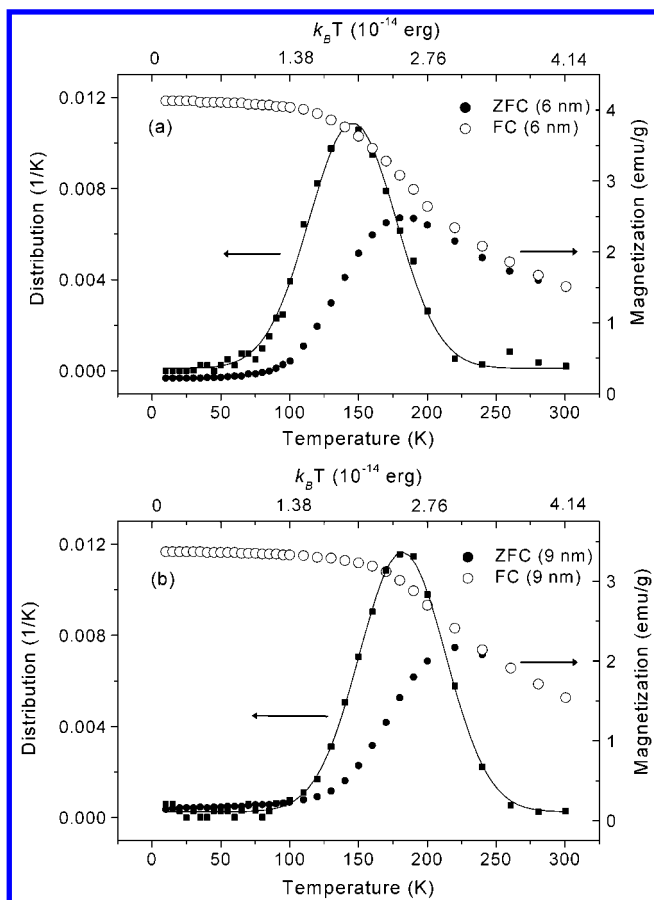 k_BT (10^-14 erg)
0 1.38 2.76 4.14
0.012
0.008
0.004
0.000
Distribution (1/K)
(a)
ZFC (6 nm)
FC (6 nm)
4
3
2
1
0
Magnetization (emu/g)
0 50 100 150 200 250 300
Temperature (K)
k_BT (10^-14 erg)
0 1.38 2.76 4.14
0.012
0.008
0.004
0.000
Distribution (1/K)
(b)
ZFC (9 nm)
FC (9 nm)
3
2
1
0
Magnetization (emu/g)
0 50 100 150 200 250 300
Temperature (K)